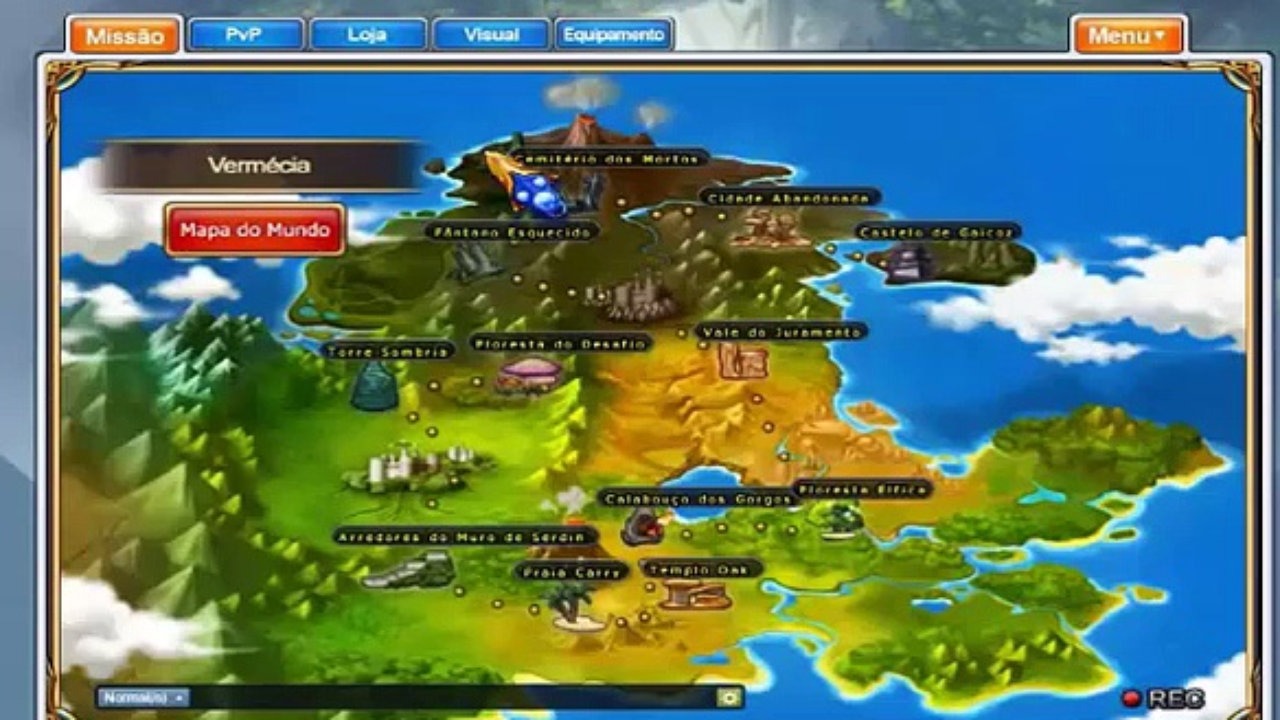 Missão
PvP
Loja
Visual
Equipamento
Menu
Vermécia
Mapa do Mundo
Cemitério dos Mortos
Cidade Abandonada
Pântano Esquecido
Castelo de Gaicoz
Vale do Juramento
Floresta do Desafio
Torre Sombria
Floresta Élfica
Calabouço dos Gorgos
Arredores do Muro de Serdin
Templo Oak
Praia Carry
Normal(s)
REC